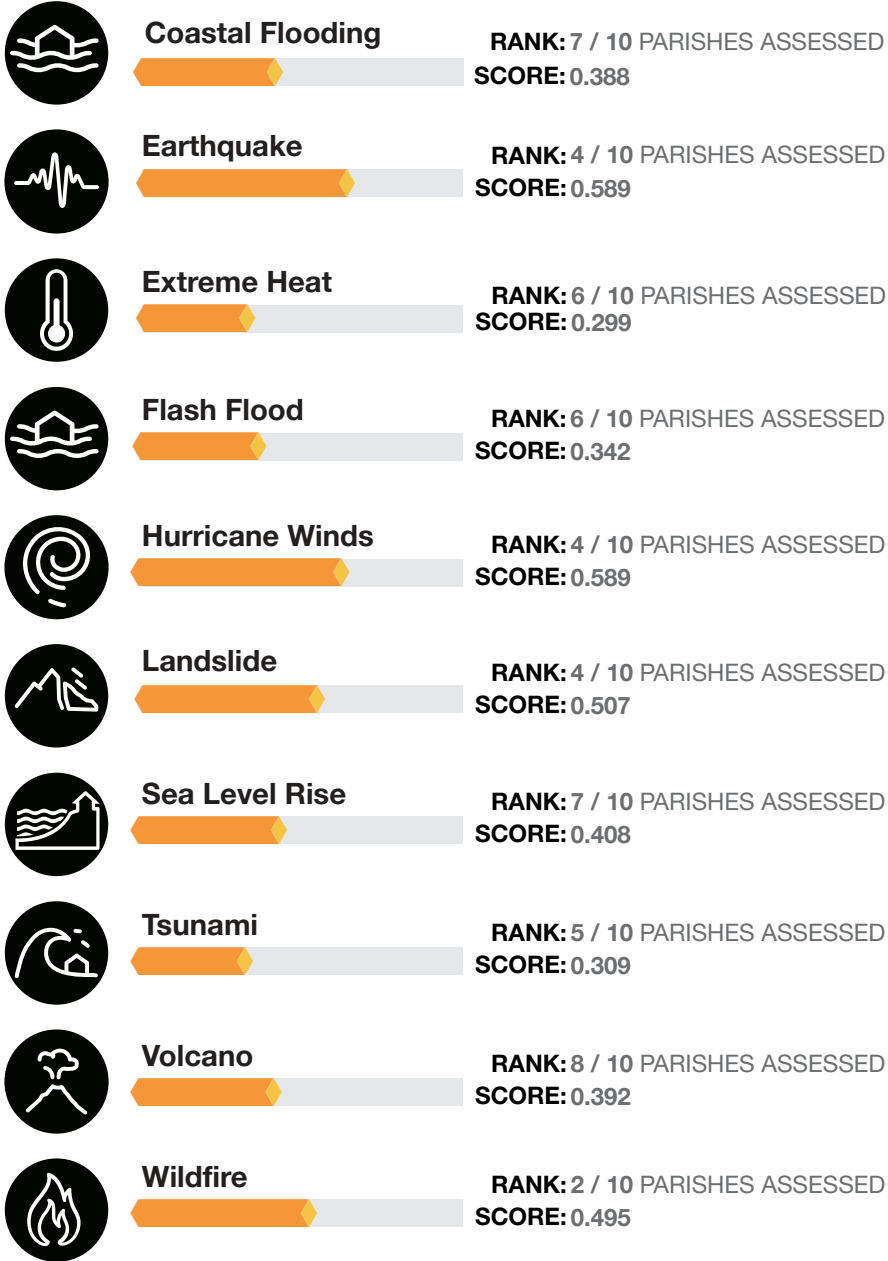 Coastal Flooding
RANK: 7 / 10 PARISHES ASSESSED
SCORE: 0.388
Earthquake
RANK: 4 / 10 PARISHES ASSESSED
SCORE: 0.589
Extreme Heat
RANK: 6 / 10 PARISHES ASSESSED
SCORE: 0.299
Flash Flood
RANK: 6 / 10 PARISHES ASSESSED
SCORE: 0.342
Hurricane Winds
RANK: 4 / 10 PARISHES ASSESSED
SCORE: 0.589
Landslide
RANK: 4 / 10 PARISHES ASSESSED
SCORE: 0.507
Sea Level Rise
RANK: 7 / 10 PARISHES ASSESSED
SCORE: 0.408
Tsunami
RANK: 5 / 10 PARISHES ASSESSED
SCORE: 0.309
Volcano
RANK: 8 / 10 PARISHES ASSESSED
SCORE: 0.392
Wildfire
RANK: 2 / 10 PARISHES ASSESSED
SCORE: 0.495